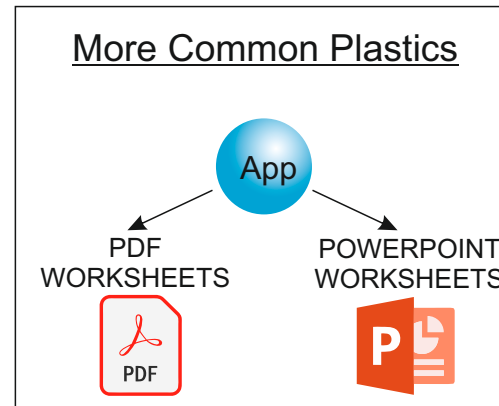 More Common Plastics
App
PDF
WORKSHEETS
POWERPOINT
WORKSHEETS
PDF
P